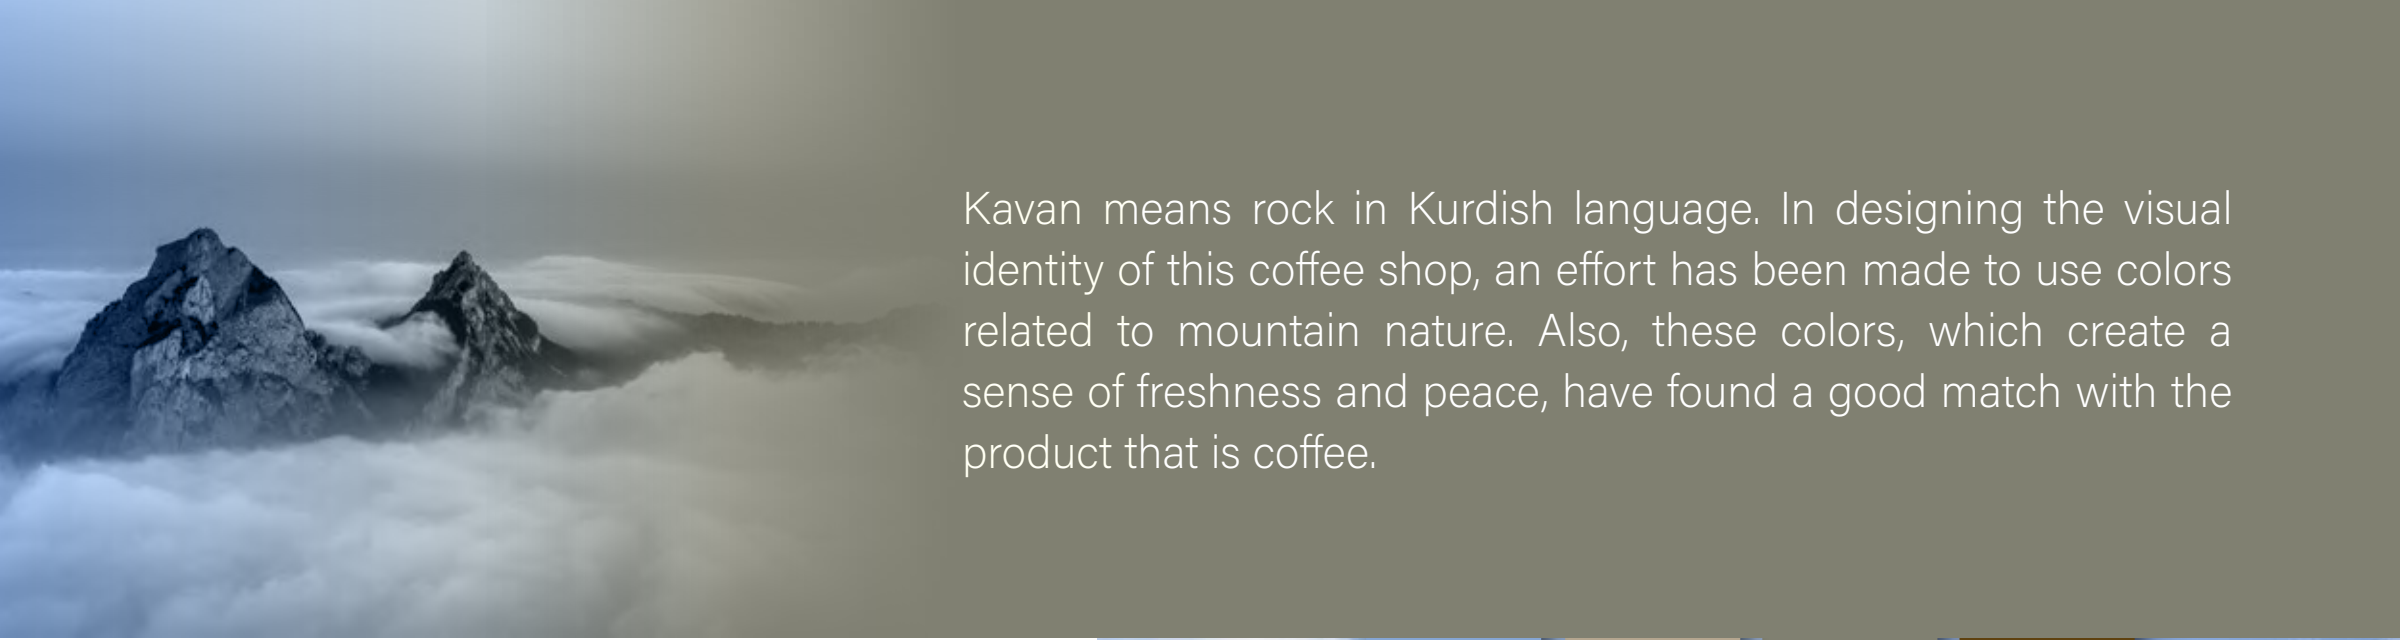 Kavan means rock in Kurdish language. In designing the visual
identity of this coffee shop, an effort has been made to use colors
related to mountain nature. Also, these colors, which create a
sense of freshness and peace, have found a good match with the
product that is coffee.